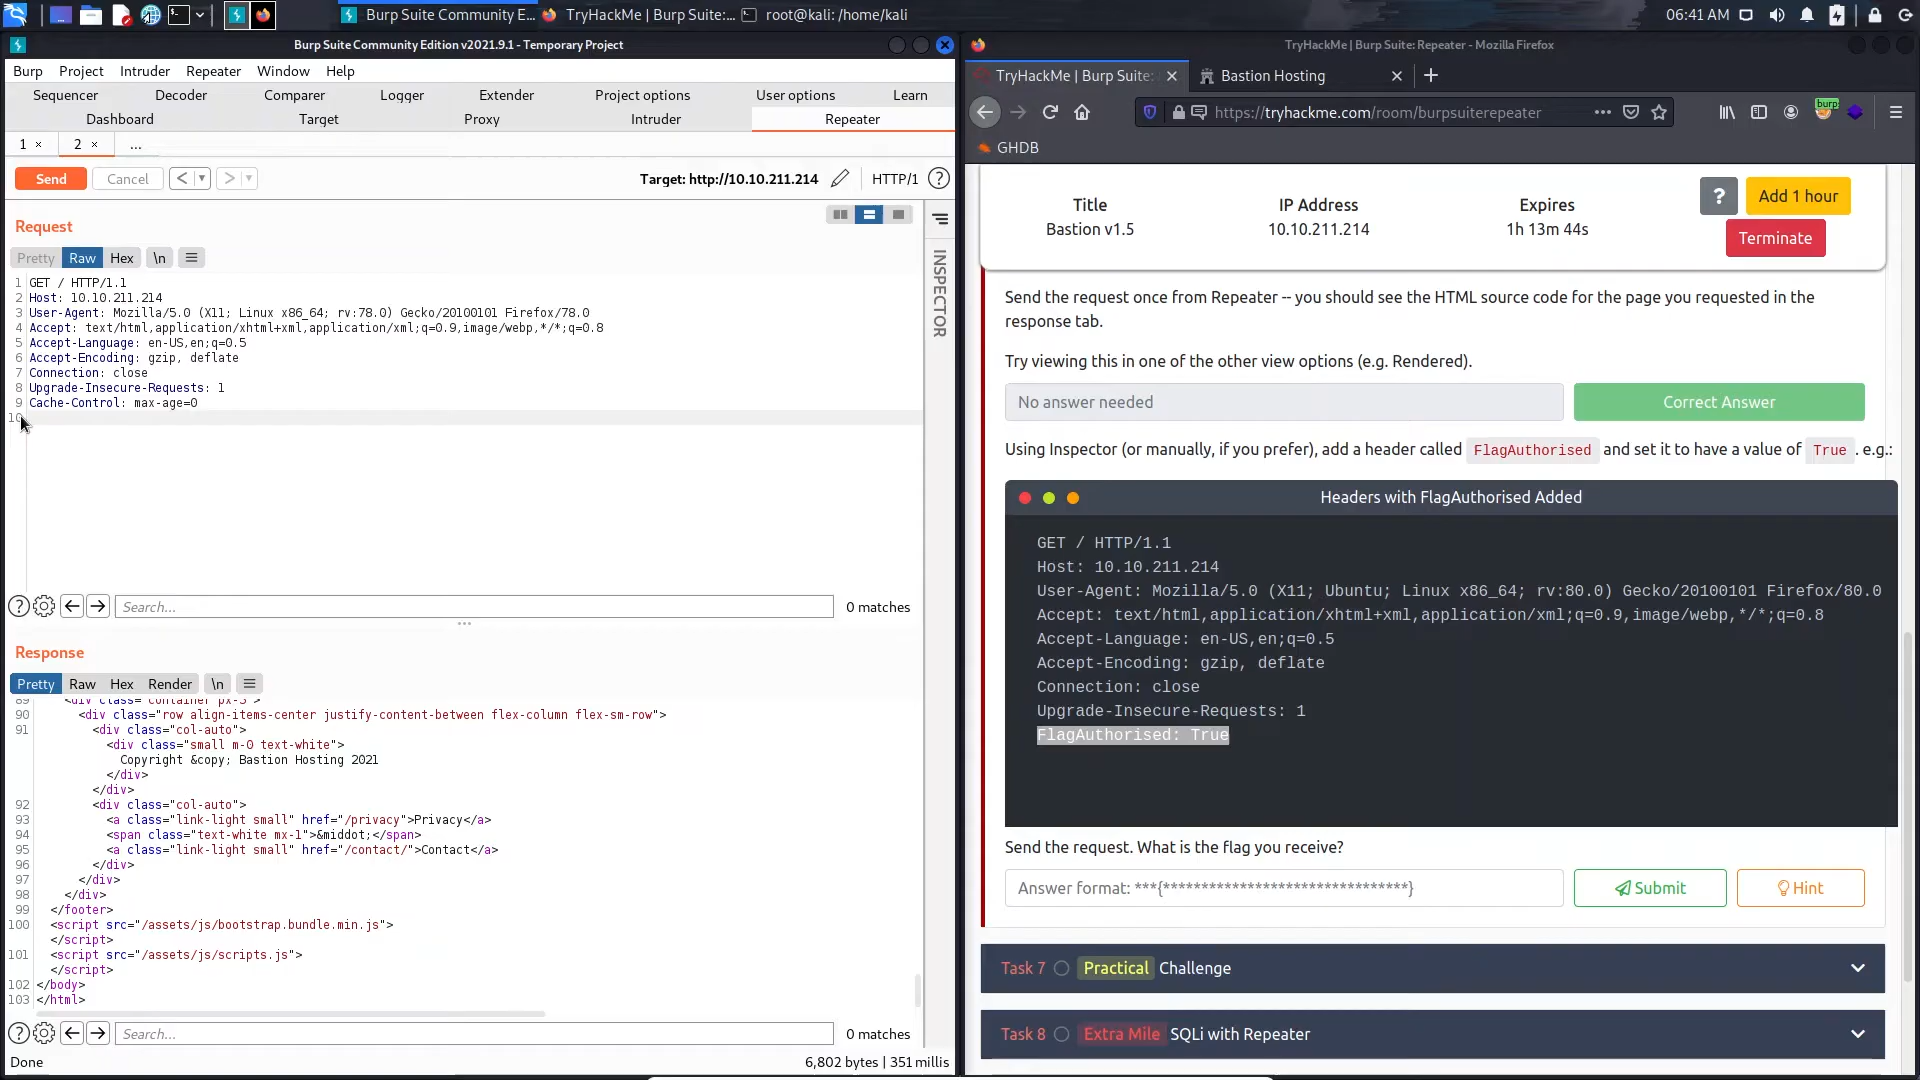 Burp Suite Community E...
TryHackMe | Burp Suite:...
root@kali: /home/kali
06:41 AM
Burp Suite Community Edition v2021.9.1 - Temporary Project
Burp Project Intruder Repeater Window Help
Sequencer Decoder Comparer Logger Extender Project options User options Learn
Dashboard Target Proxy Intruder Repeater
1 × 2 × ...
Send Cancel < ▾ > ▾ Target: http://10.10.211.214 HTTP/1 ?
Request
Pretty Raw Hex \n ≡
INSPECTOR
1 GET / HTTP/1.1
2 Host: 10.10.211.214
3 User-Agent: Mozilla/5.0 (X11; Linux x86_64; rv:78.0) Gecko/20100101 Firefox/78.0
4 Accept: text/html,application/xhtml+xml,application/xml;q=0.9,image/webp,*/*;q=0.8
5 Accept-Language: en-US,en;q=0.5
6 Accept-Encoding: gzip, deflate
7 Connection: close
8 Upgrade-Insecure-Requests: 1
9 Cache-Control: max-age=0
10
? Search... 0 matches
Response
Pretty Raw Hex Render \n ≡
89 <div class="container px-5">
90 <div class="row align-items-center justify-content-between flex-column flex-sm-row">
91 <div class="col-auto">
<div class="small m-0 text-white">
Copyright &copy; Bastion Hosting 2021
</div>
</div>
92 <div class="col-auto">
93 <a class="link-light small" href="/privacy">Privacy</a>
94 <span class="text-white mx-1">&middot;</span>
95 <a class="link-light small" href="/contact/">Contact</a>
96 </div>
97 </div>
98 </div>
99 </footer>
100 <script src="/assets/js/bootstrap.bundle.min.js">
</script>
101 <script src="/assets/js/scripts.js">
</script>
102 </body>
103 </html>
? Search... 0 matches
Done 6,802 bytes | 351 millis
TryHackMe | Burp Suite: Repeater - Mozilla Firefox
TryHackMe | Burp Suite: × Bastion Hosting × +
https://tryhackme.com/room/burpsuiterepeater
burp
GHDB
Title IP Address Expires
Bastion v1.5 10.10.211.214 1h 13m 44s
? Add 1 hour
Terminate
Send the request once from Repeater -- you should see the HTML source code for the page you requested in the
response tab.
Try viewing this in one of the other view options (e.g. Rendered).
No answer needed Correct Answer
Using Inspector (or manually, if you prefer), add a header called FlagAuthorised and set it to have a value of True . e.g.:
Headers with FlagAuthorised Added
GET / HTTP/1.1
Host: 10.10.211.214
User-Agent: Mozilla/5.0 (X11; Ubuntu; Linux x86_64; rv:80.0) Gecko/20100101 Firefox/80.0
Accept: text/html,application/xhtml+xml,application/xml;q=0.9,image/webp,*/*;q=0.8
Accept-Language: en-US,en;q=0.5
Accept-Encoding: gzip, deflate
Connection: close
Upgrade-Insecure-Requests: 1
FlagAuthorised: True
Send the request. What is the flag you receive?
Answer format: ***{********************************} Submit Hint
Task 7 Practical Challenge
Task 8 Extra Mile SQLi with Repeater